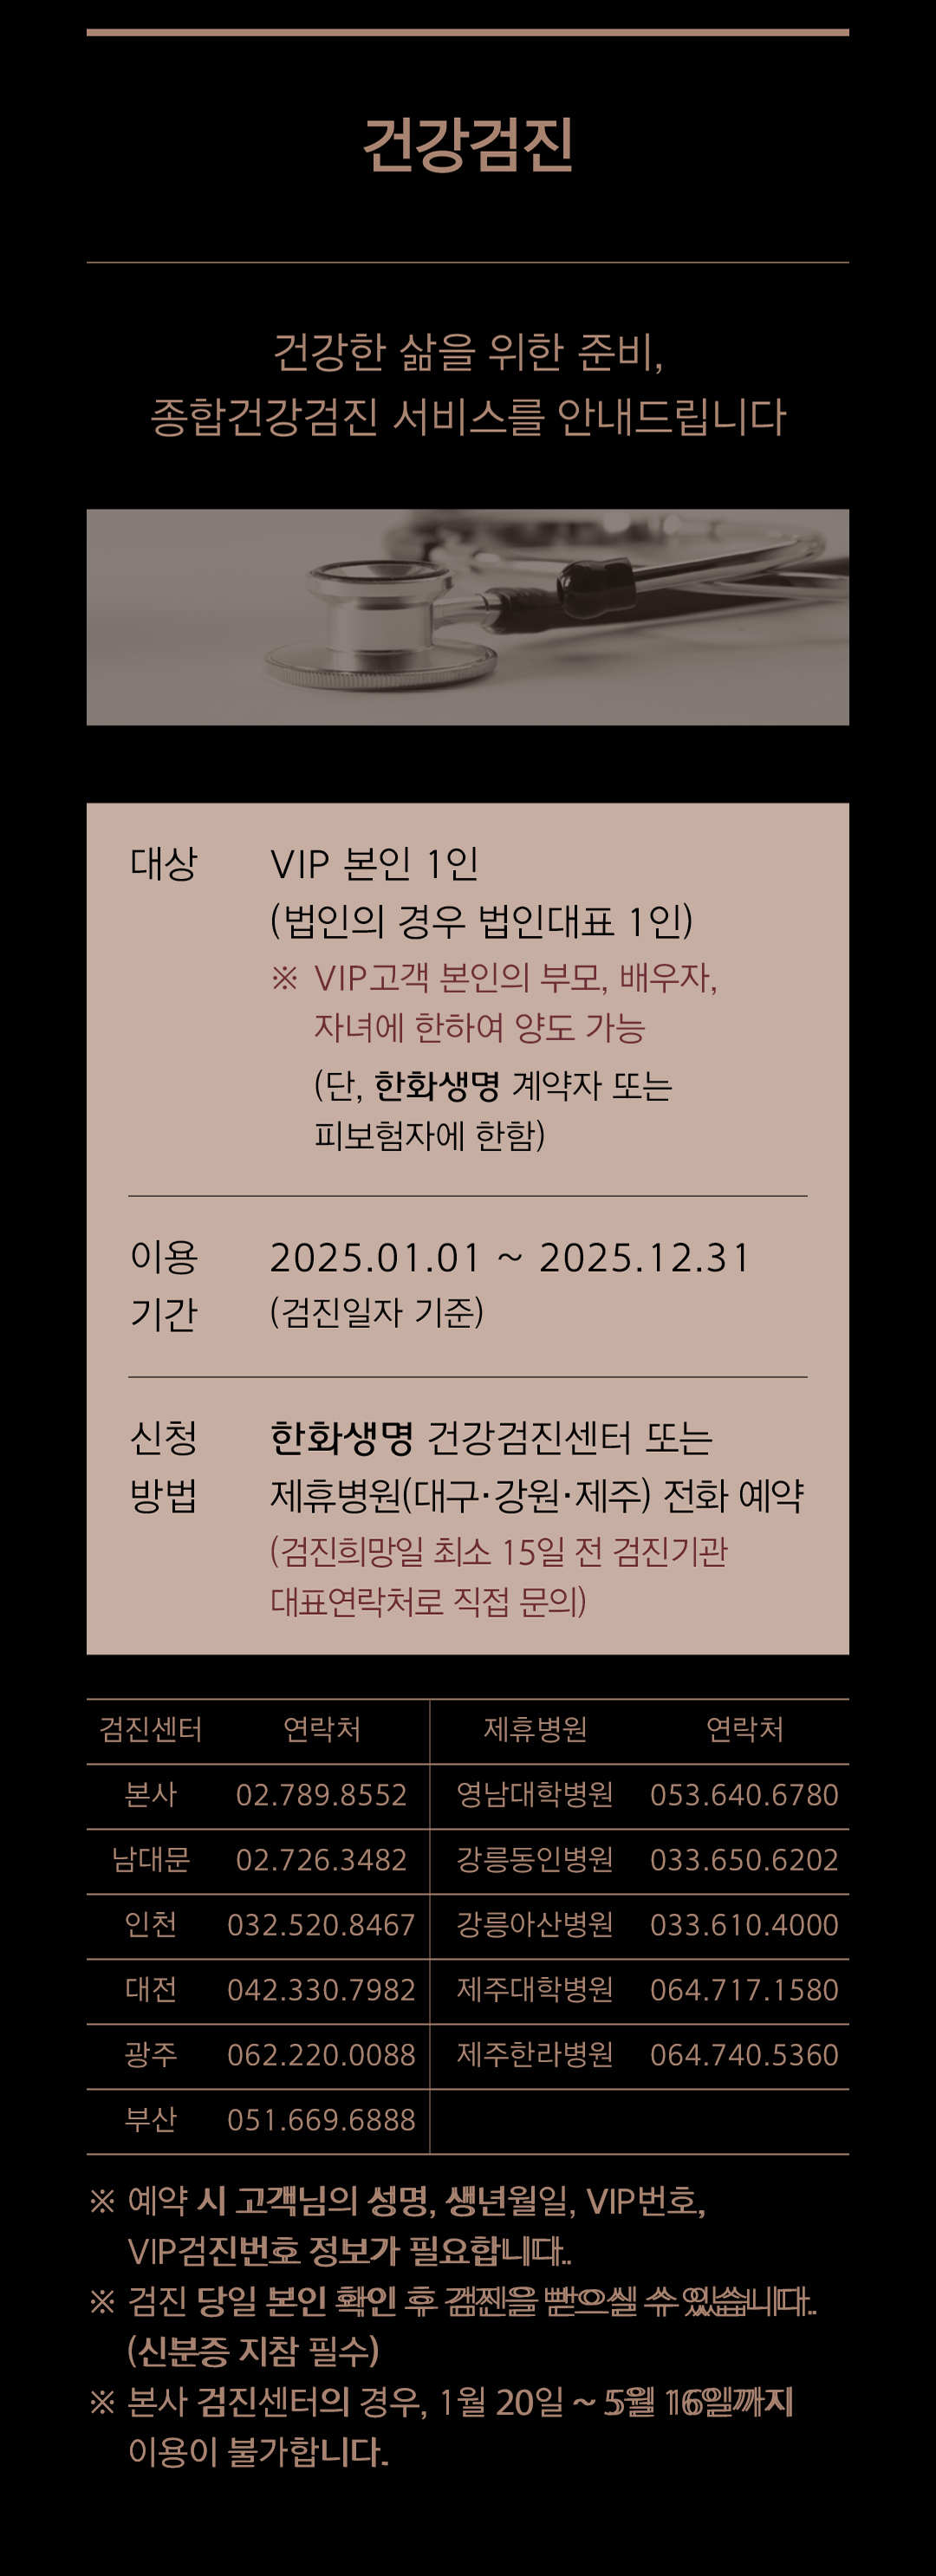 건강검진
건강한 삶을 위한 준비,
종합건강검진 서비스를 안내드립니다
대상 VIP 본인 1인
(법인의 경우 법인대표 1인)
※ VIP고객 본인의 부모, 배우자,
자녀에 한하여 양도 가능
(단, 한화생명 계약자 또는
피보험자에 한함)
이용 2025.01.01 ~ 2025.12.31
기간 (검진일자 기준)
신청 한화생명 건강검진센터 또는
방법 제휴병원(대구·강원·제주) 전화 예약
(검진희망일 최소 15일 전 검진기관
대표연락처로 직접 문의)
검진센터 연락처 제휴병원 연락처
본사 02.789.8552 영남대학병원 053.640.6780
남대문 02.726.3482 강릉동인병원 033.650.6202
인천 032.520.8467 강릉아산병원 033.610.4000
대전 042.330.7982 제주대학병원 064.717.1580
광주 062.220.0088 제주한라병원 064.740.5360
부산 051.669.6888
※ 예약 시 고객님의 성명, 생년월일, VIP번호,
VIP검진번호 정보가 필요합니다.
※ 검진 당일 본인 확인 후 검진을 받으실 수 있습니다.
(신분증 지참 필수)
※ 본사 검진센터의 경우, 1월 20일 ~ 5월 까지
이용이 불가합니다.